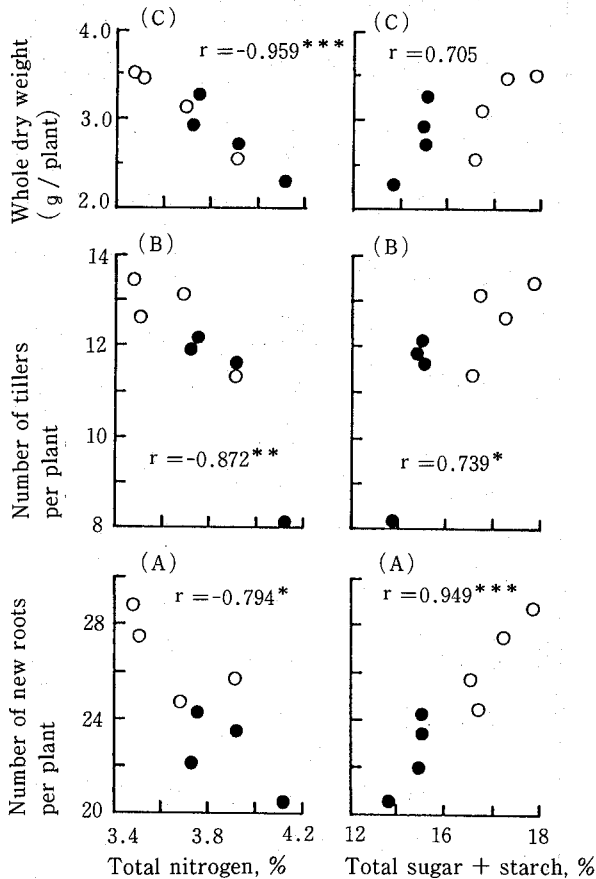 (C)
(C)
4.0
3.0
2.0
Whole dry weight
(g / plant)
r =-0.959***
r =0.705
(B)
(B)
14
12
10
8
Number of tillers
per plant
r =-0.872**
r =0.739*
(A)
(A)
28
24
20
Number of new roots
per plant
r =-0.794*
r =0.949***
3.4
3.8
4.2
12
14
16
18
Total nitrogen, %
Total sugar + starch, %